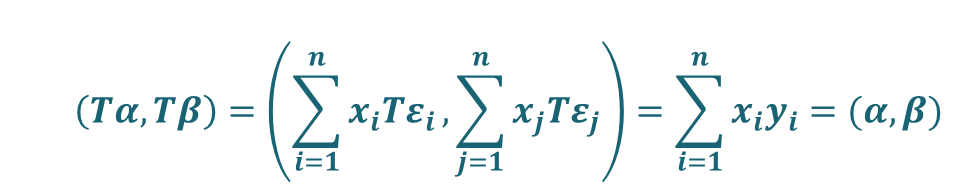 (Tα, Tβ) = (∑_{i=1}^{n} x_i Tε_i , ∑_{j=1}^{n} x_j Tε_j) = ∑_{i=1}^{n} x_i y_i = (α, β)